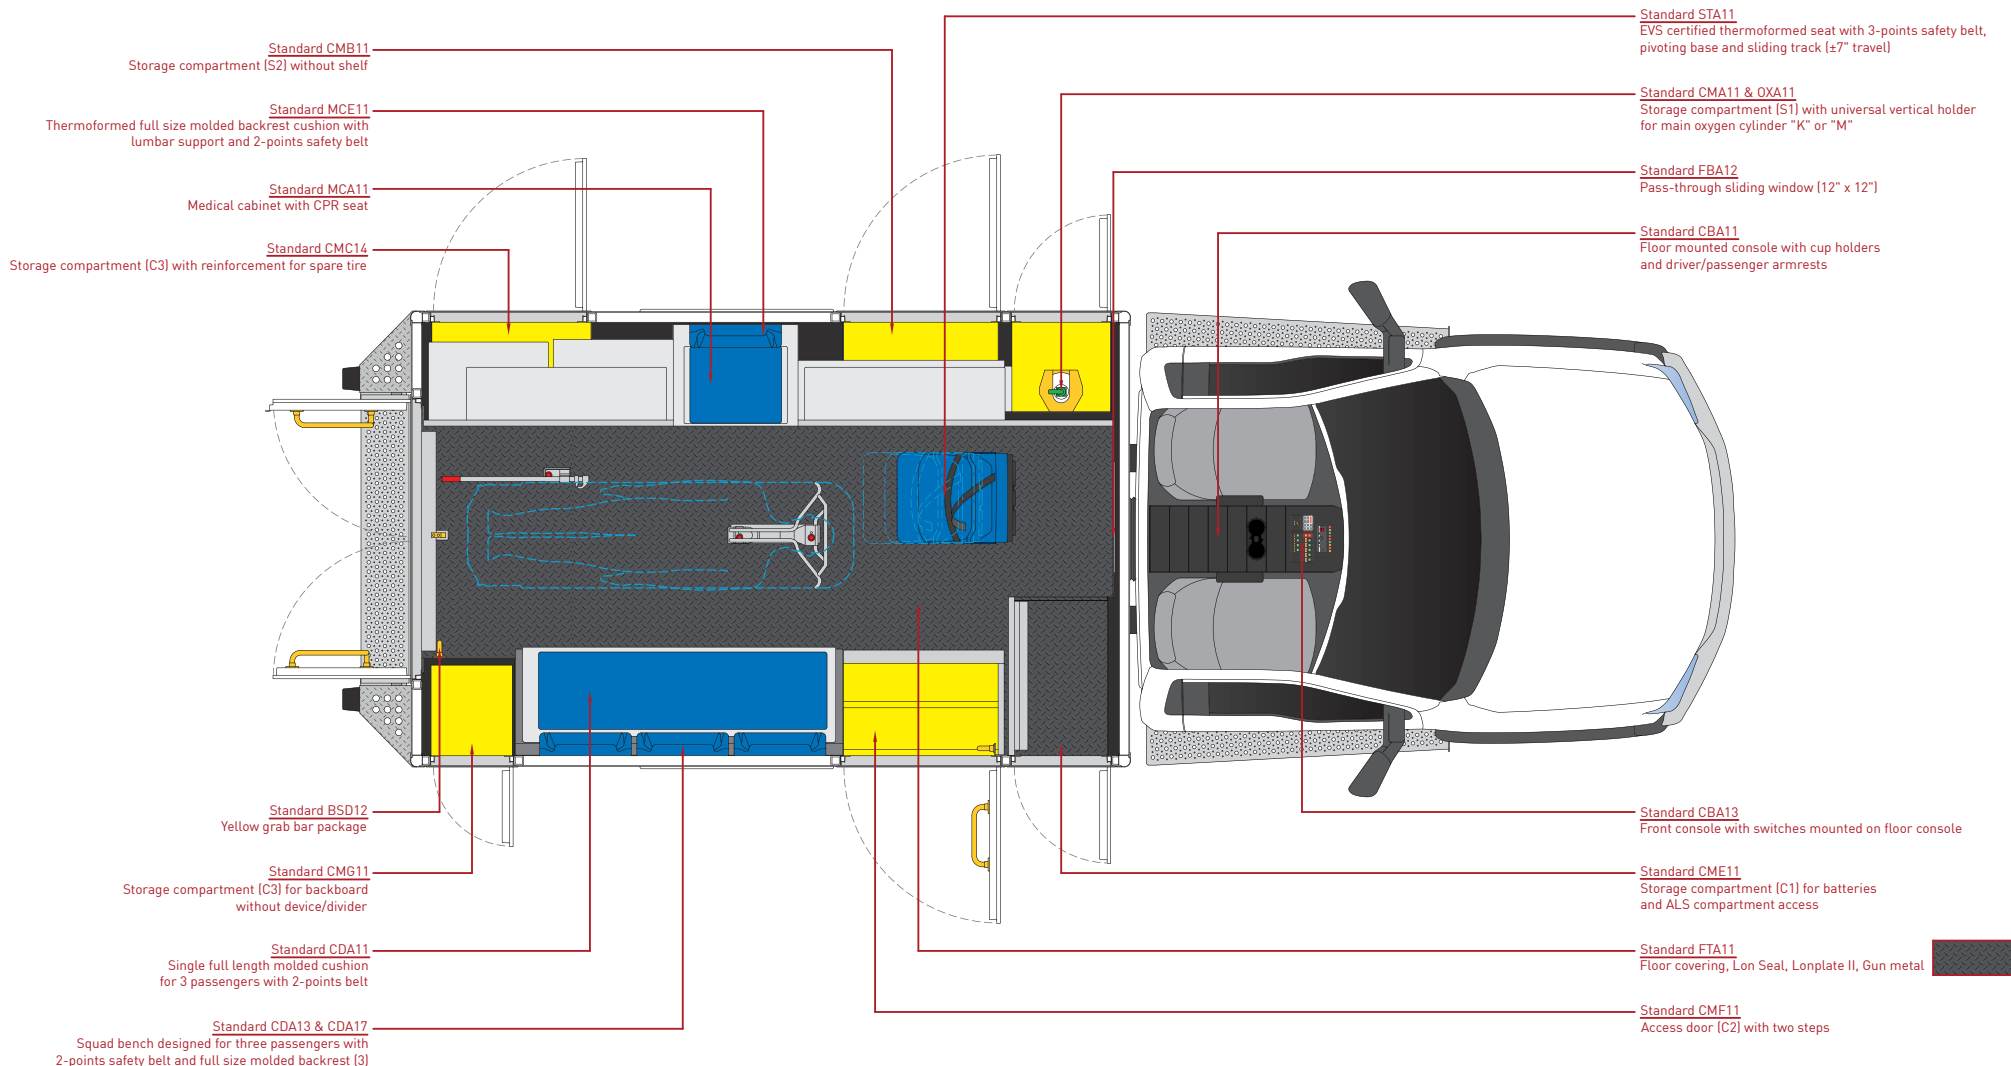 Standard CMB11
Storage compartment (S2) without shelf
Standard MCE11
Thermoformed full size molded backrest cushion with
lumbar support and 2-points safety belt
Standard MCA11
Medical cabinet with CPR seat
Standard CMC14
Storage compartment (C3) with reinforcement for spare tire
Standard BSD12
Yellow grab bar package
Standard CMG11
Storage compartment (C3) for backboard
without device/divider
Standard CDA11
Single full length molded cushion
for 3 passengers with 2-points belt
Standard CDA13 & CDA17
Squad bench designed for three passengers with
2-points safety belt and full size molded backrest (3)
Standard STA11
EVS certified thermoformed seat with 3-points safety belt,
pivoting base and sliding track (±7" travel)
Standard CMA11 & OXA11
Storage compartment (S1) with universal vertical holder
for main oxygen cylinder "K" or "M"
Standard FBA12
Pass-through sliding window (12" x 12")
Standard CBA11
Floor mounted console with cup holders
and driver/passenger armrests
Standard CBA13
Front console with switches mounted on floor console
Standard CME11
Storage compartment (C1) for batteries
and ALS compartment access
Standard FTA11
Floor covering, Lon Seal, Lonplate II, Gun metal
Standard CMF11
Access door (C2) with two steps